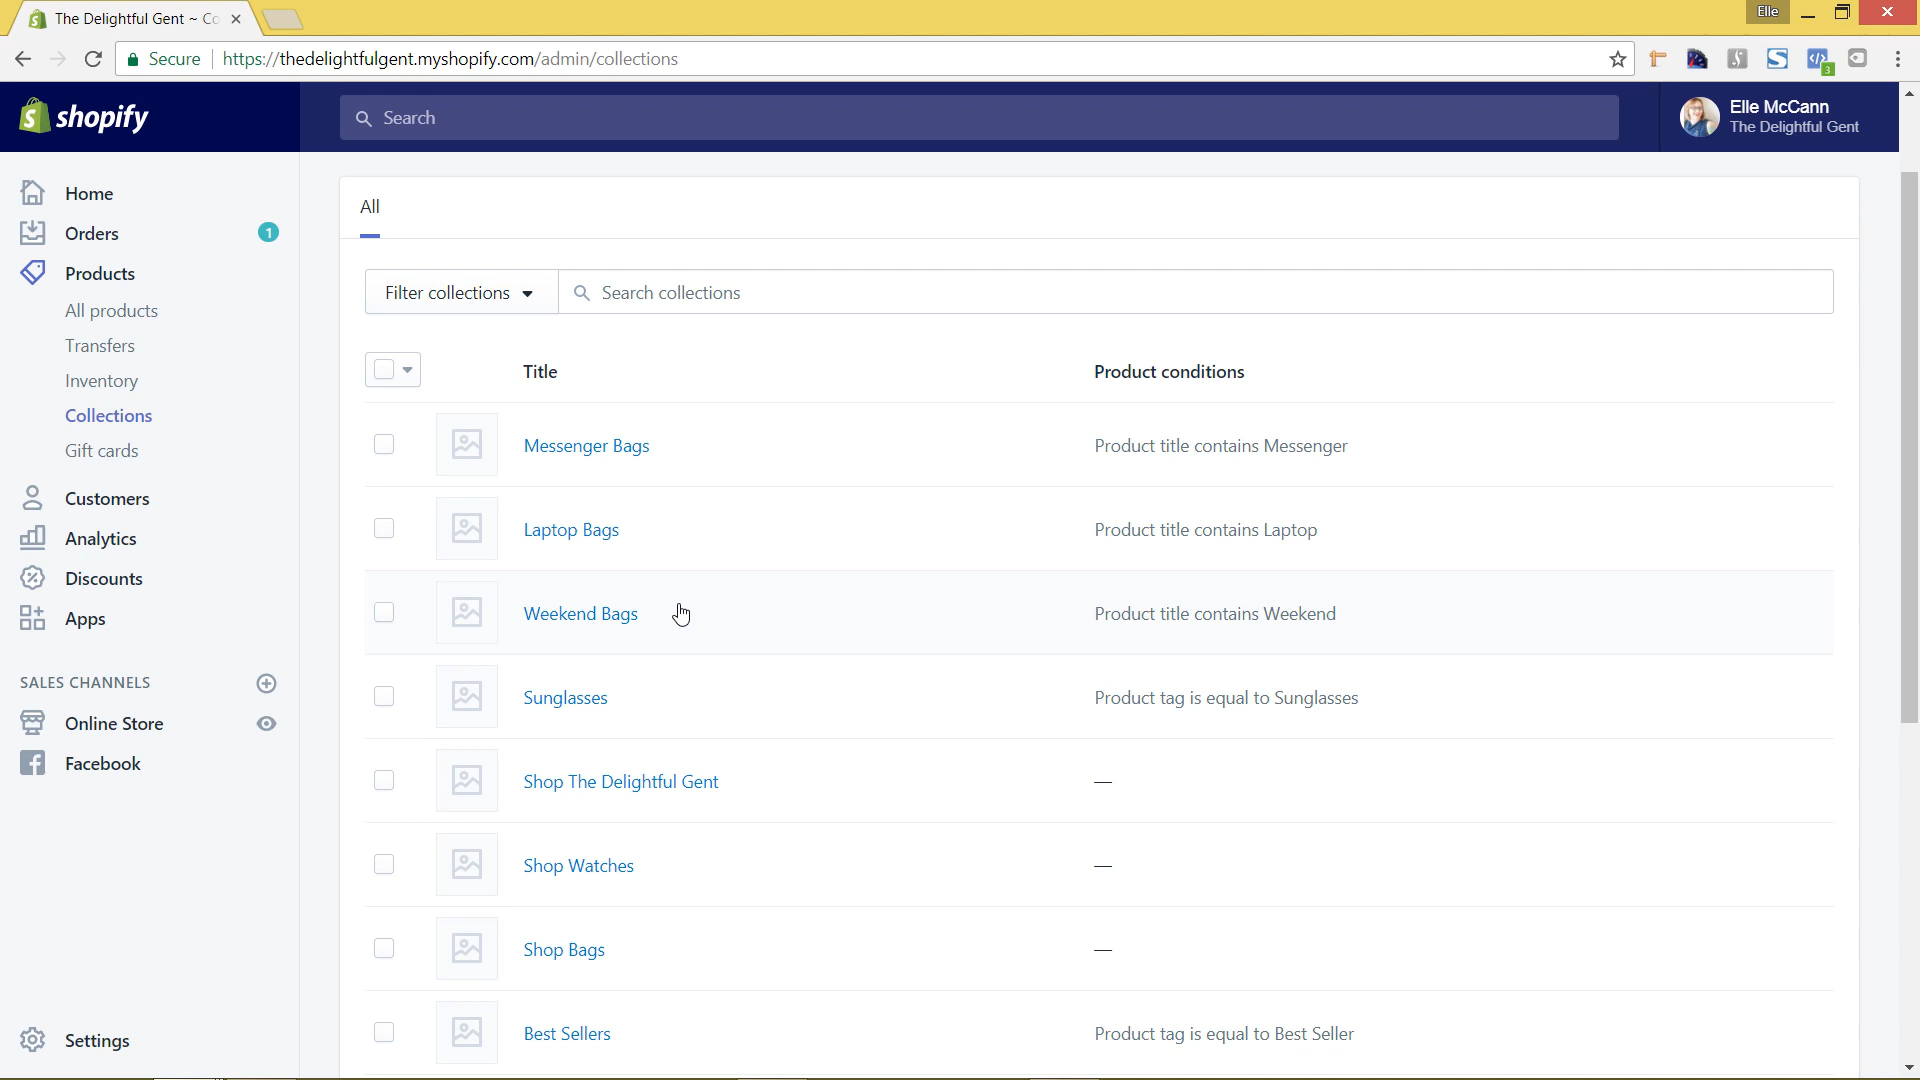 The Delightful Gent ~ Co
Elle
Secure
https://thedelightfulgent.myshopify.com/admin/collections
3
shopify
Search
Elle McCann
The Delightful Gent
Home
Orders
1
Products
All products
Transfers
Inventory
Collections
Gift cards
Customers
Analytics
Discounts
Apps
SALES CHANNELS
Online Store
Facebook
Settings
All
Filter collections
Search collections
Title
Product conditions
Messenger Bags
Product title contains Messenger
Laptop Bags
Product title contains Laptop
Weekend Bags
Product title contains Weekend
Sunglasses
Product tag is equal to Sunglasses
Shop The Delightful Gent
—
Shop Watches
—
Shop Bags
—
Best Sellers
Product tag is equal to Best Seller